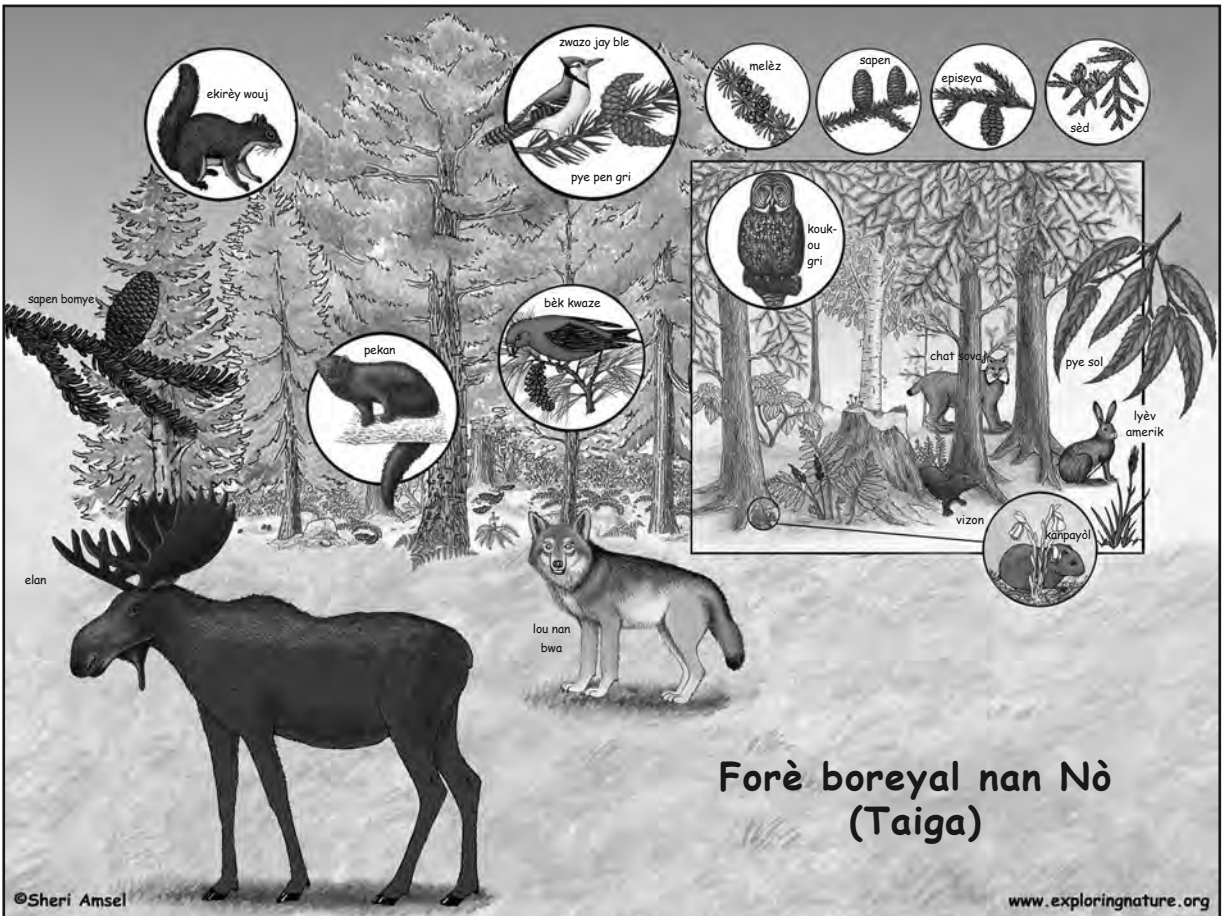 zwazo jay ble
ekirèy wouj
pye pen gri
melèz
sapen
episeya
sèd
kouk-
ou
gri
sapen bomye
bèk kwaze
pekan
chat sovaj
pye sol
lyèv
amerik
vizon
kanpayòl
elan
lou nan
bwa
Forè boreyal nan Nò
(Taiga)
©Sheri Amsel
www.exploringnature.org